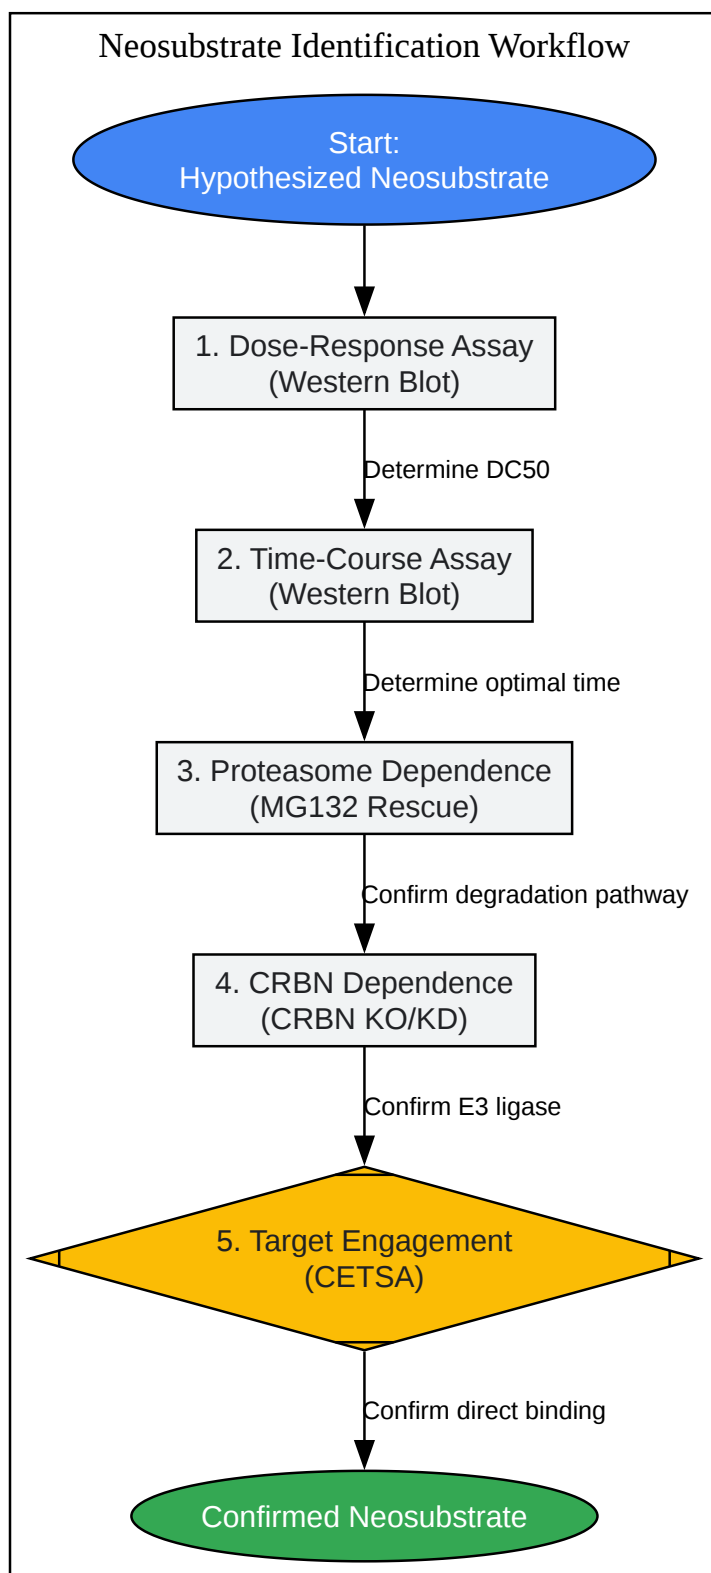 Neosubstrate Identification Workflow
Start:
Hypothesized Neosubstrate
1. Dose-Response Assay
(Western Blot)
Determine DC50
2. Time-Course Assay
(Western Blot)
Determine optimal time
3. Proteasome Dependence
(MG132 Rescue)
Confirm degradation pathway
4. CRBN Dependence
(CRBN KO/KD)
Confirm E3 ligase
5. Target Engagement
(CETSA)
Confirm direct binding
Confirmed Neosubstrate